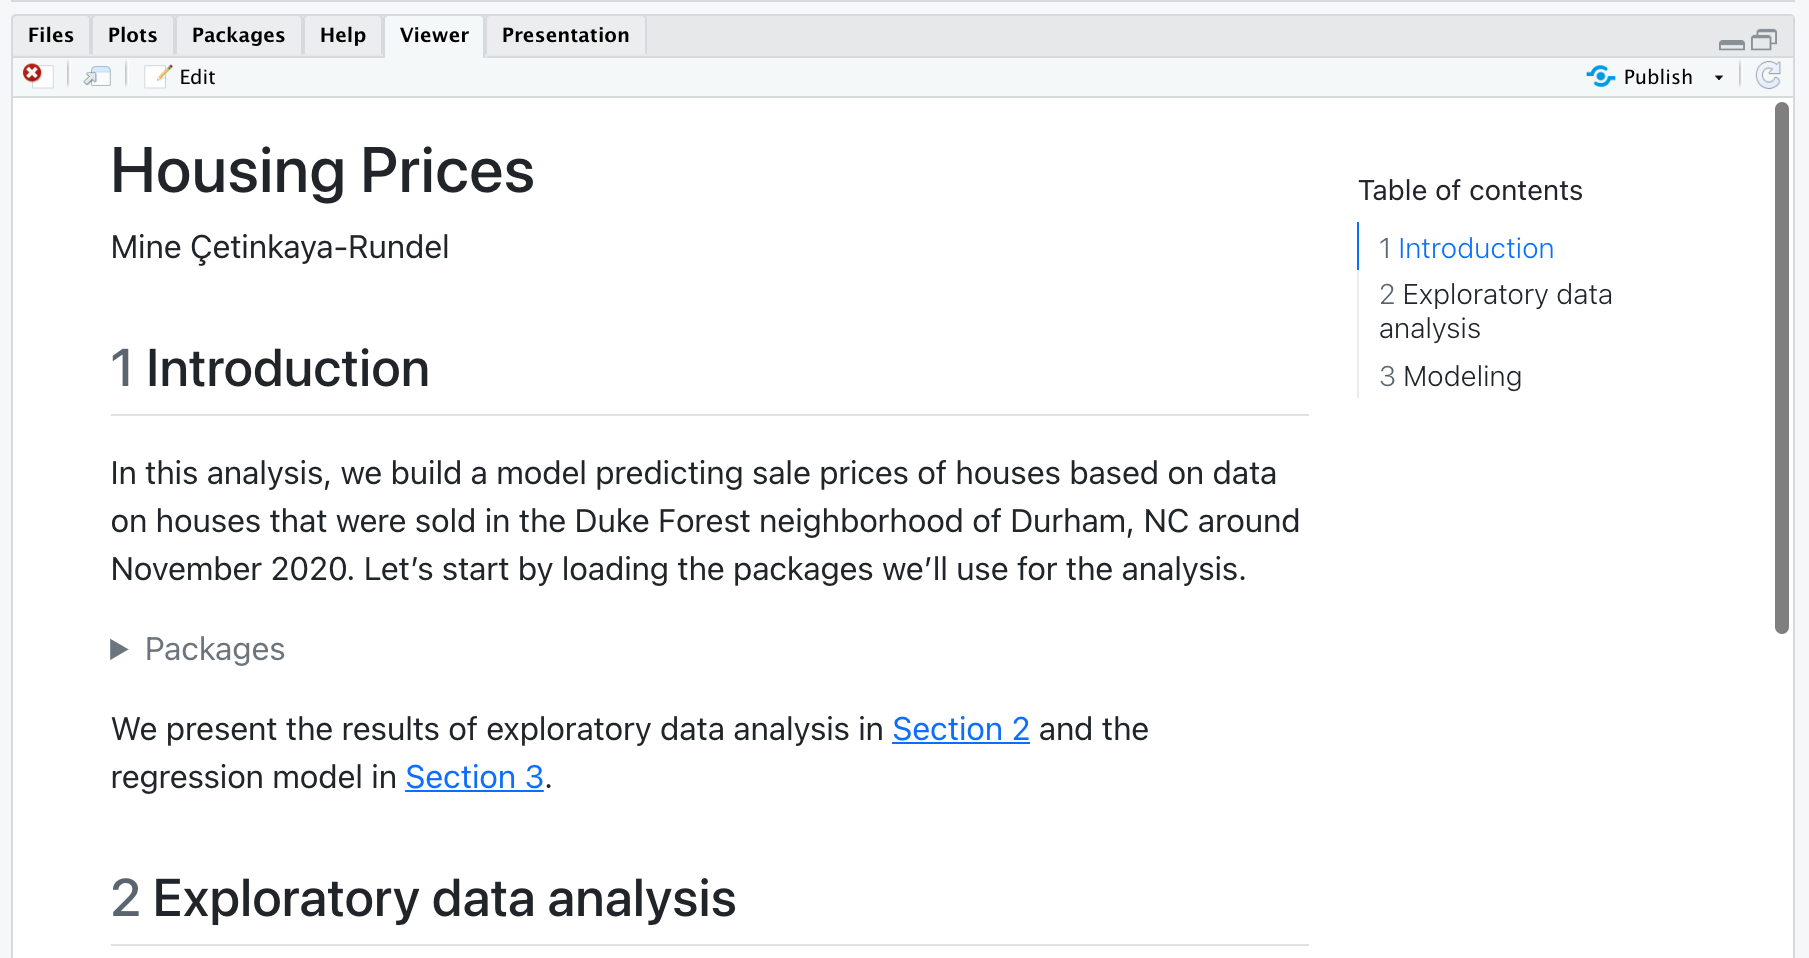 Files Plots Packages Help Viewer Presentation
Edit Publish
Housing Prices
Mine Çetinkaya-Rundel
1 Introduction
In this analysis, we build a model predicting sale prices of houses based on data
on houses that were sold in the Duke Forest neighborhood of Durham, NC around
November 2020. Let’s start by loading the packages we’ll use for the analysis.
Packages
We present the results of exploratory data analysis in Section 2 and the
regression model in Section 3.
2 Exploratory data analysis
Table of contents
1 Introduction
2 Exploratory data
analysis
3 Modeling